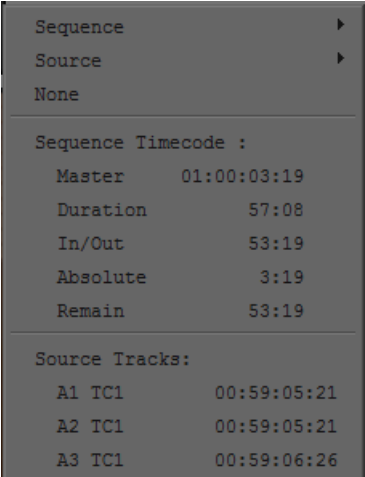 Sequence
Source
None
Sequence Timecode :
Master 01:00:03:19
Duration 57:08
In/Out 53:19
Absolute 3:19
Remain 53:19
Source Tracks:
A1 TC1 00:59:05:21
A2 TC1 00:59:05:21
A3 TC1 00:59:06:26